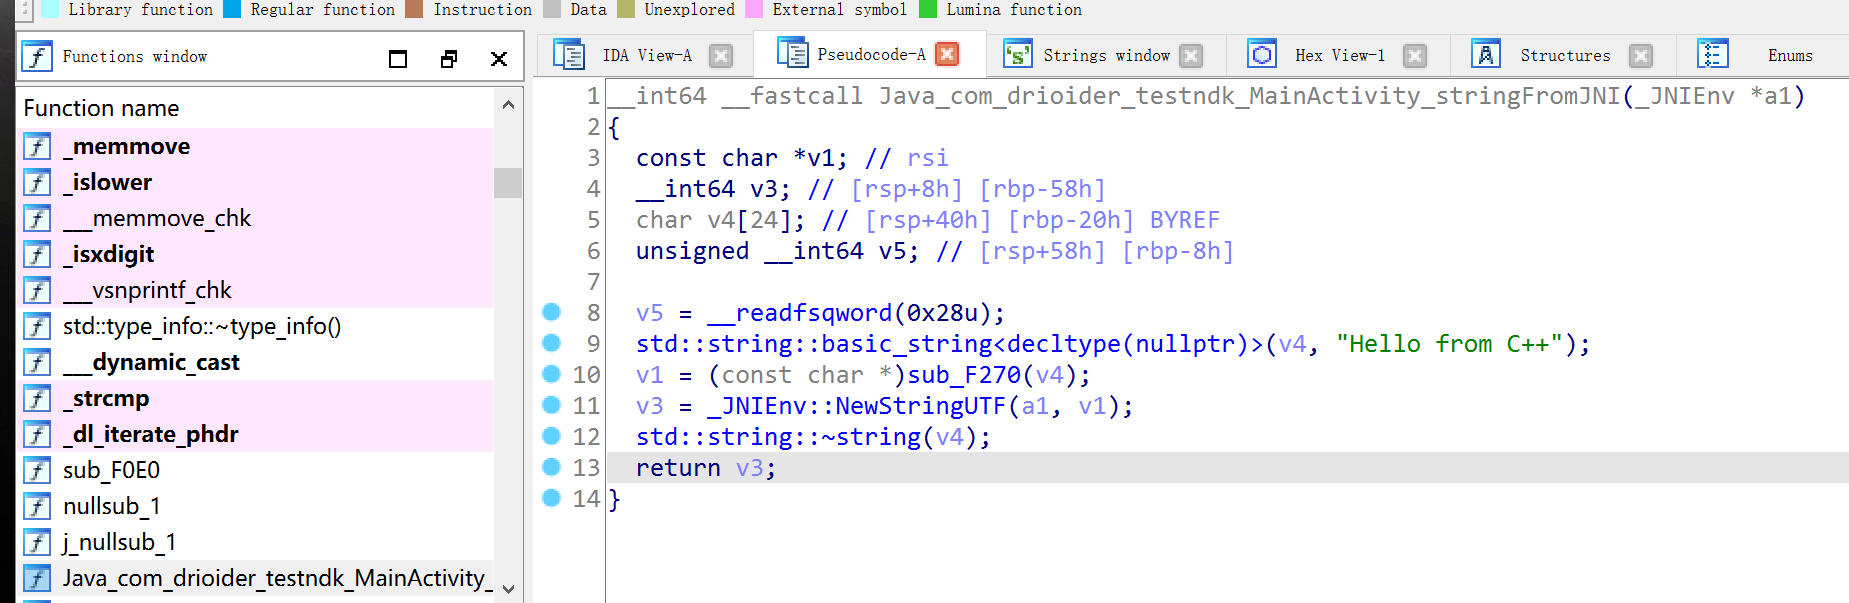 Library function Regular function Instruction Data Unexplored External symbol Lumina function
Functions window
IDA View-A Pseudocode-A Strings window Hex View-1 Structures Enums
Function name
_memmove
_islower
___memmove_chk
_isxdigit
___vsnprintf_chk
std::type_info::~type_info()
___dynamic_cast
_strcmp
_dl_iterate_phdr
sub_F0E0
nullsub_1
j_nullsub_1
Java_com_drioider_testndk_MainActivity_
1 __int64 __fastcall Java_com_drioider_testndk_MainActivity_stringFromJNI(_JNIEnv *a1)
2 {
3 const char *v1; // rsi
4 __int64 v3; // [rsp+8h] [rbp-58h]
5 char v4[24]; // [rsp+40h] [rbp-20h] BYREF
6 unsigned __int64 v5; // [rsp+58h] [rbp-8h]
7
8 v5 = __readfsqword(0x28u);
9 std::string::basic_string<decltype(nullptr)>(v4, "Hello from C++");
10 v1 = (const char *)sub_F270(v4);
11 v3 = _JNIEnv::NewStringUTF(a1, v1);
12 std::string::~string(v4);
13 return v3;
14 }